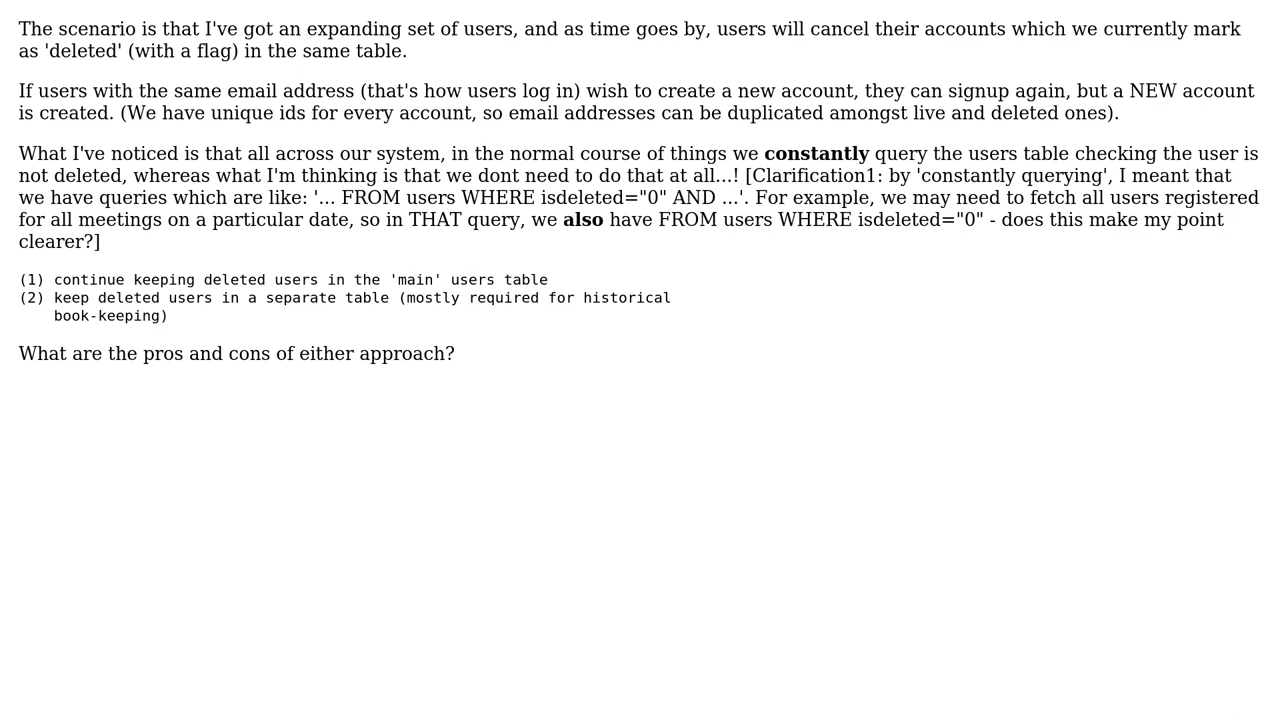 The scenario is that I've got an expanding set of users, and as time goes by, users will cancel their accounts which we currently mark
as 'deleted' (with a flag) in the same table.
If users with the same email address (that's how users log in) wish to create a new account, they can signup again, but a NEW account
is created. (We have unique ids for every account, so email addresses can be duplicated amongst live and deleted ones).
What I've noticed is that all across our system, in the normal course of things we constantly query the users table checking the user is
not deleted, whereas what I'm thinking is that we dont need to do that at all...! [Clarification1: by 'constantly querying', I meant that
we have queries which are like: '... FROM users WHERE isdeleted="0" AND ...'. For example, we may need to fetch all users registered
for all meetings on a particular date, so in THAT query, we also have FROM users WHERE isdeleted="0" - does this make my point
clearer?]
(1) continue keeping deleted users in the 'main' users table
(2) keep deleted users in a separate table (mostly required for historical
    book-keeping)
What are the pros and cons of either approach?